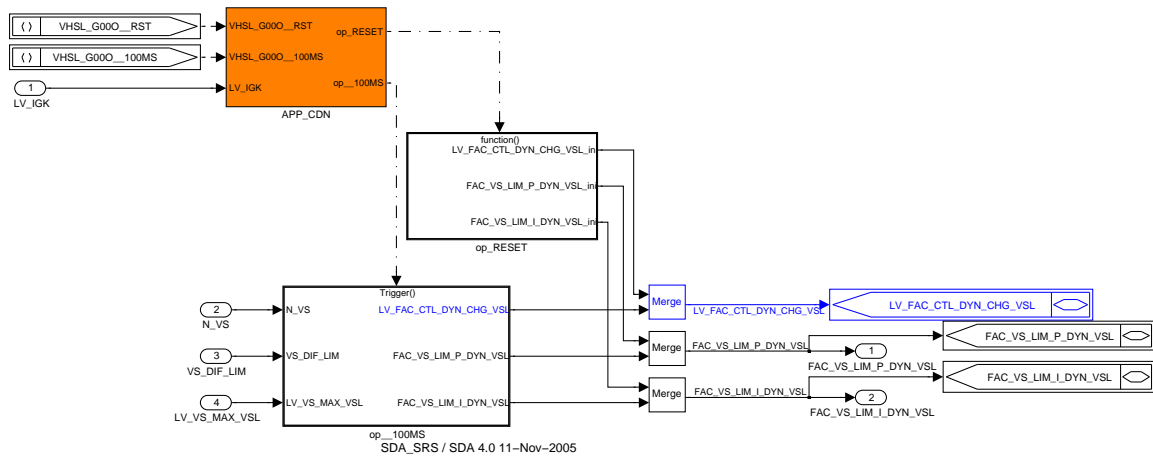 VHSL_G00O__RST
VHSL_G00O__RST
op_RESET
VHSL_G00O__100MS
VHSL_G00O__100MS
op__100MS
1
LV_IGK
LV_IGK
APP_CDN
function()
LV_FAC_CTL_DYN_CHG_VSL_in
FAC_VS_LIM_P_DYN_VSL_ini
FAC_VS_LIM_I_DYN_VSL_ini
op_RESET
Trigger()
2
N_VS
N_VS
LV_FAC_CTL_DYN_CHG_VSL
Merge
LV_FAC_CTL_DYN_CHG_VSL
LV_FAC_CTL_DYN_CHG_VSL
3
VS_DIF_LIM
VS_DIF_LIM
FAC_VS_LIM_P_DYN_VSL
Merge
FAC_VS_LIM_P_DYN_VSL
FAC_VS_LIM_P_DYN_VSL
1
FAC_VS_LIM_P_DYN_VSL
4
LV_VS_MAX_VSL
LV_VS_MAX_VSL
FAC_VS_LIM_I_DYN_VSL
Merge
FAC_VS_LIM_I_DYN_VSL
FAC_VS_LIM_I_DYN_VSL
2
FAC_VS_LIM_I_DYN_VSL
op__100MS
SDA_SRS / SDA 4.0 11−Nov−2005